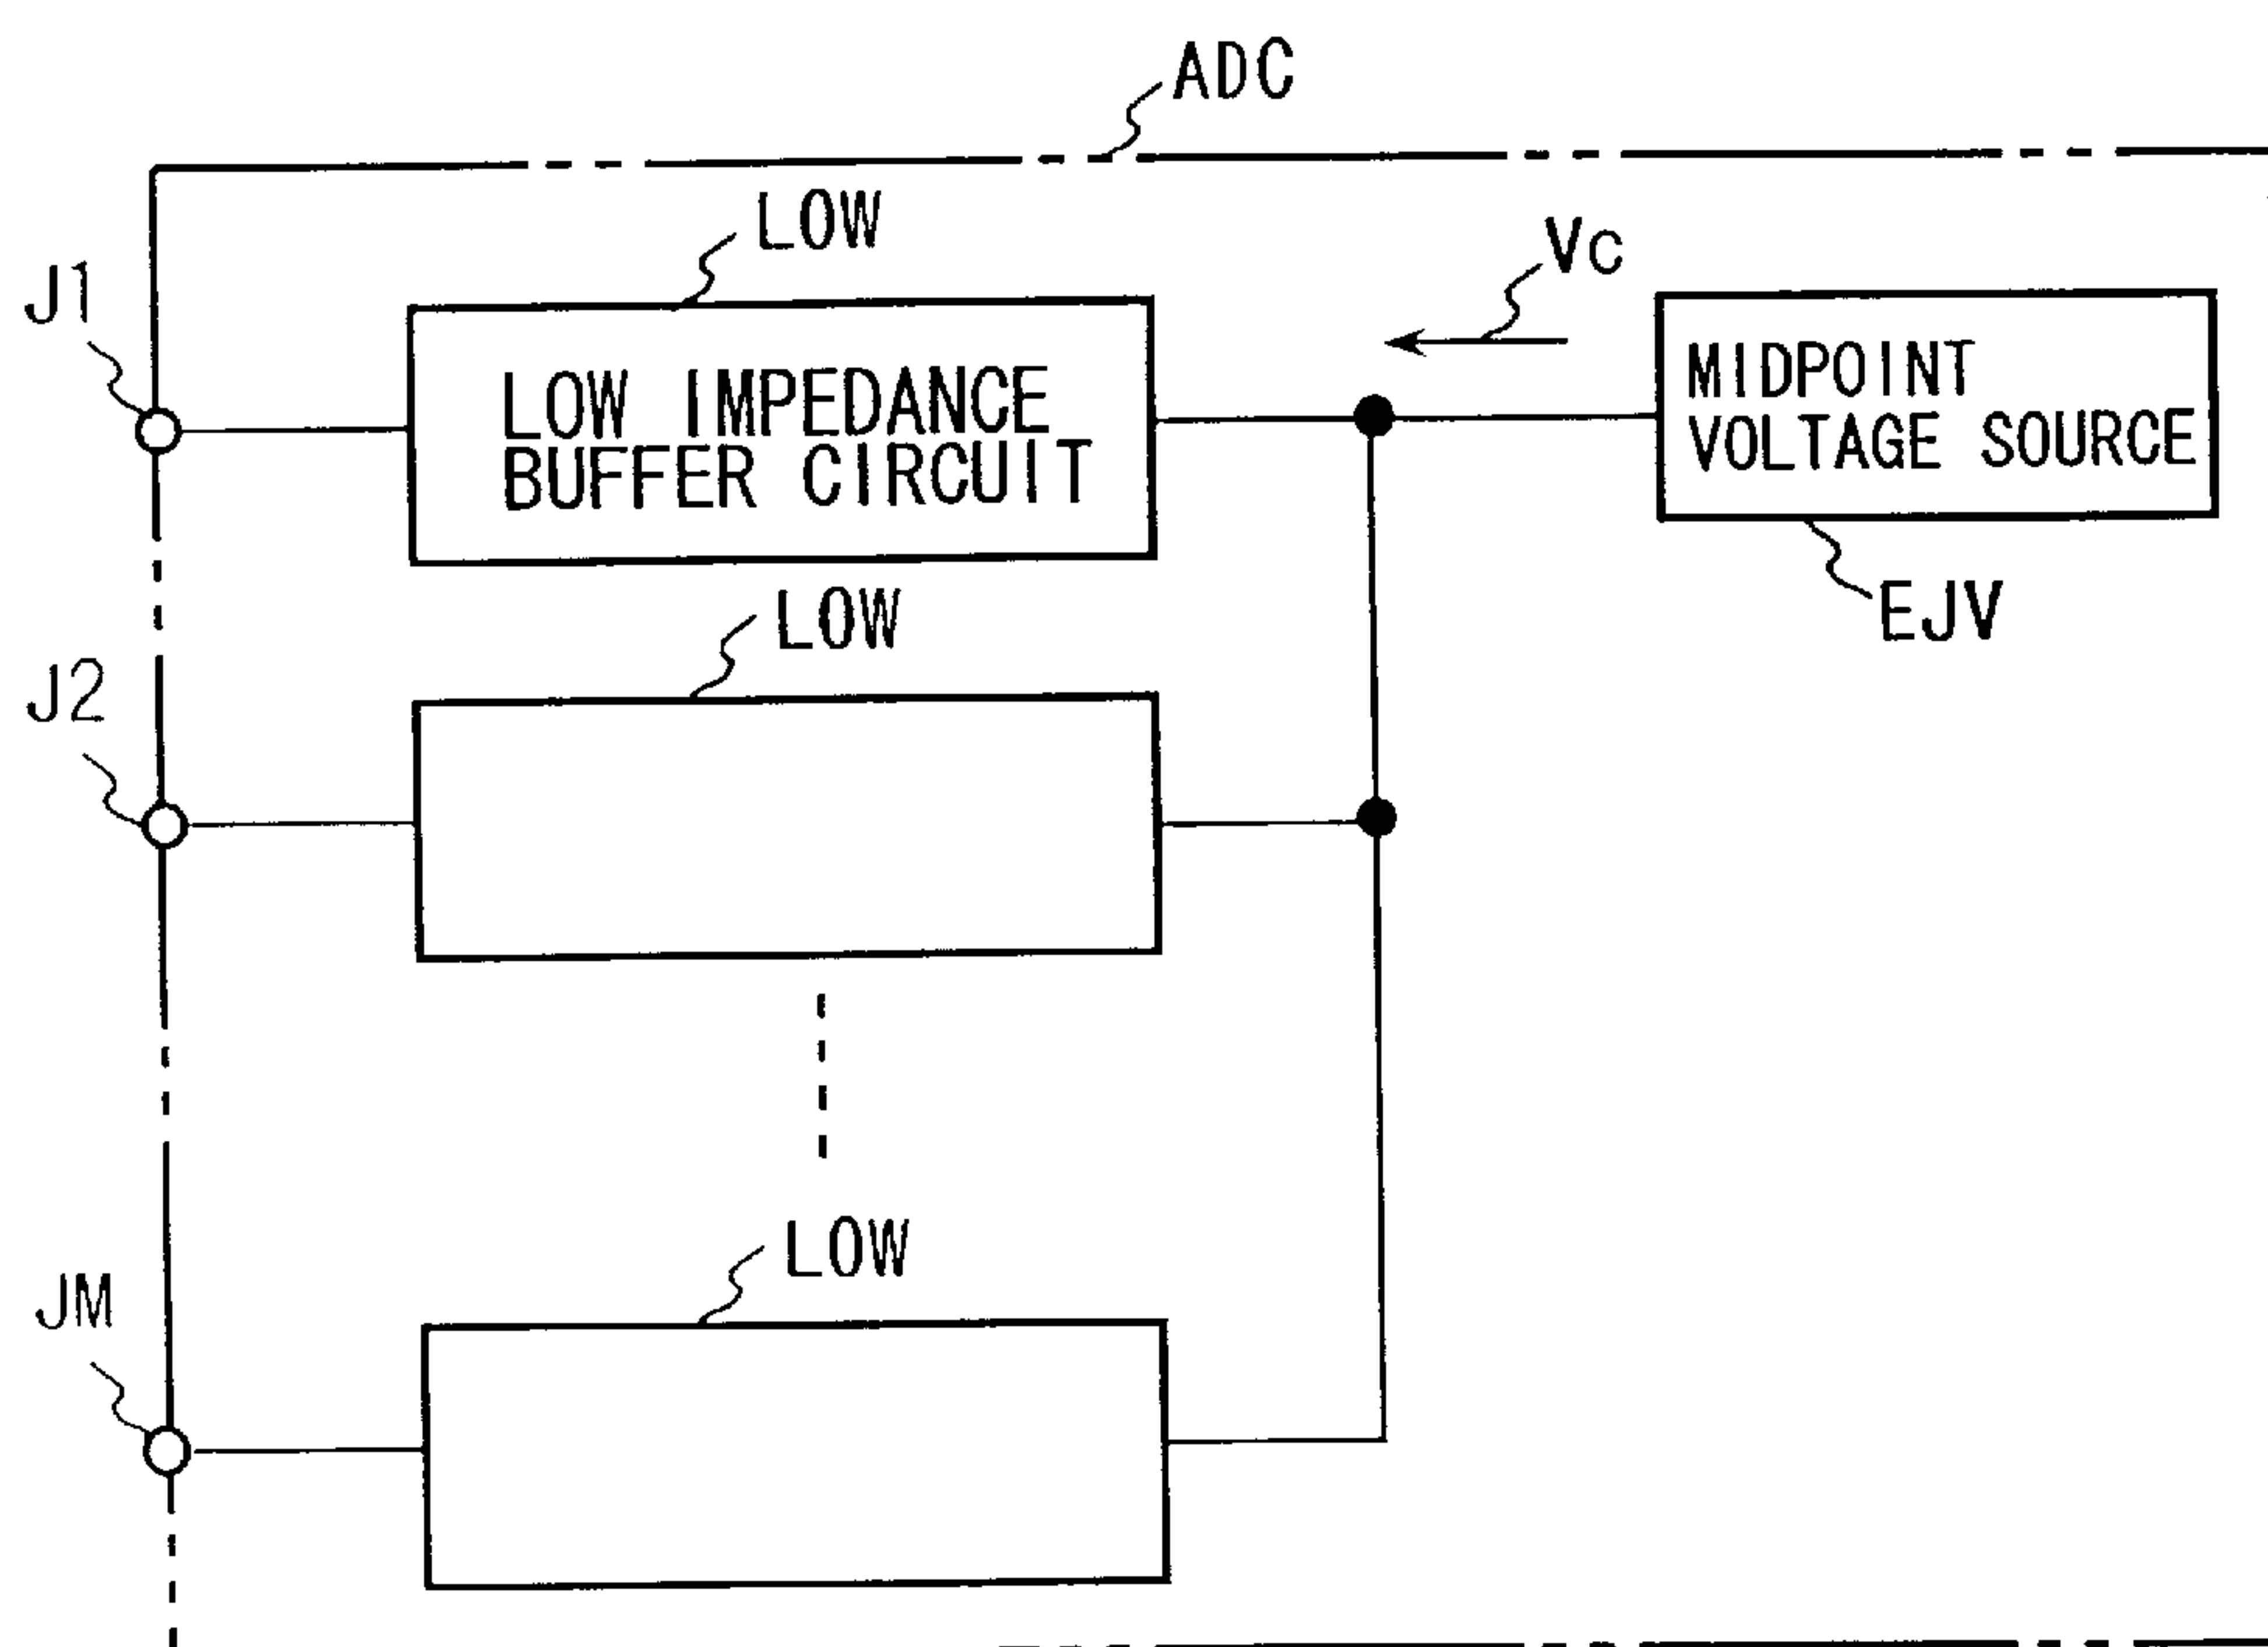 ADC
LOW
Vc
J1
LOW IMPEDANCE
BUFFER CIRCUIT
MIDPOINT
VOLTAGE SOURCE
EJV
LOW
J2
LOW
JM